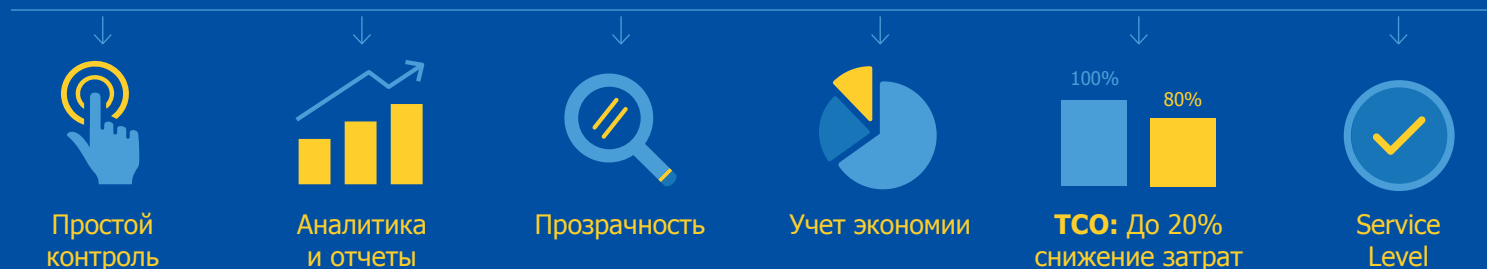 100%
80%
Простой
контроль
Аналитика
и отчеты
Прозрачность
Учет экономии
TCO: До 20%
снижение затрат
Service
Level